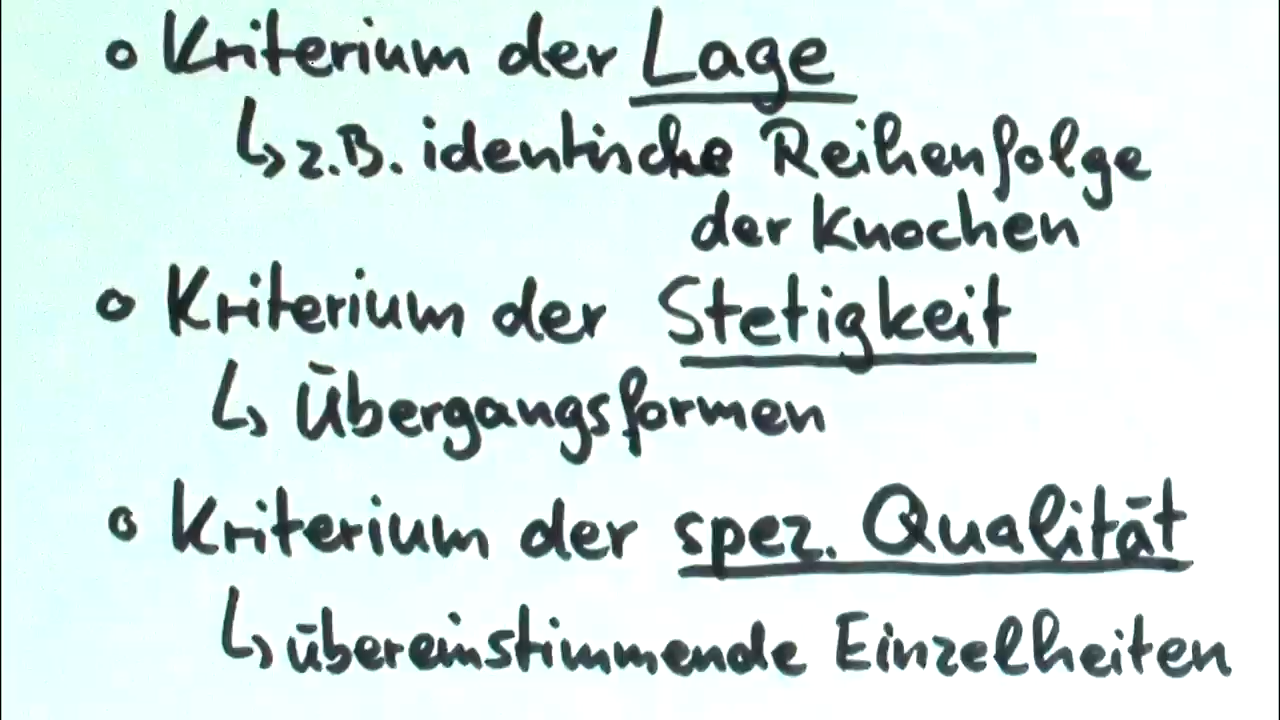 o Kriterium der Lage
↳ z.B. identische Reihenfolge
der Knochen
o Kriterium der Stetigkeit
↳ Übergangsformen
o Kriterium der spez. Qualität
↳ übereinstimmende Einzelheiten